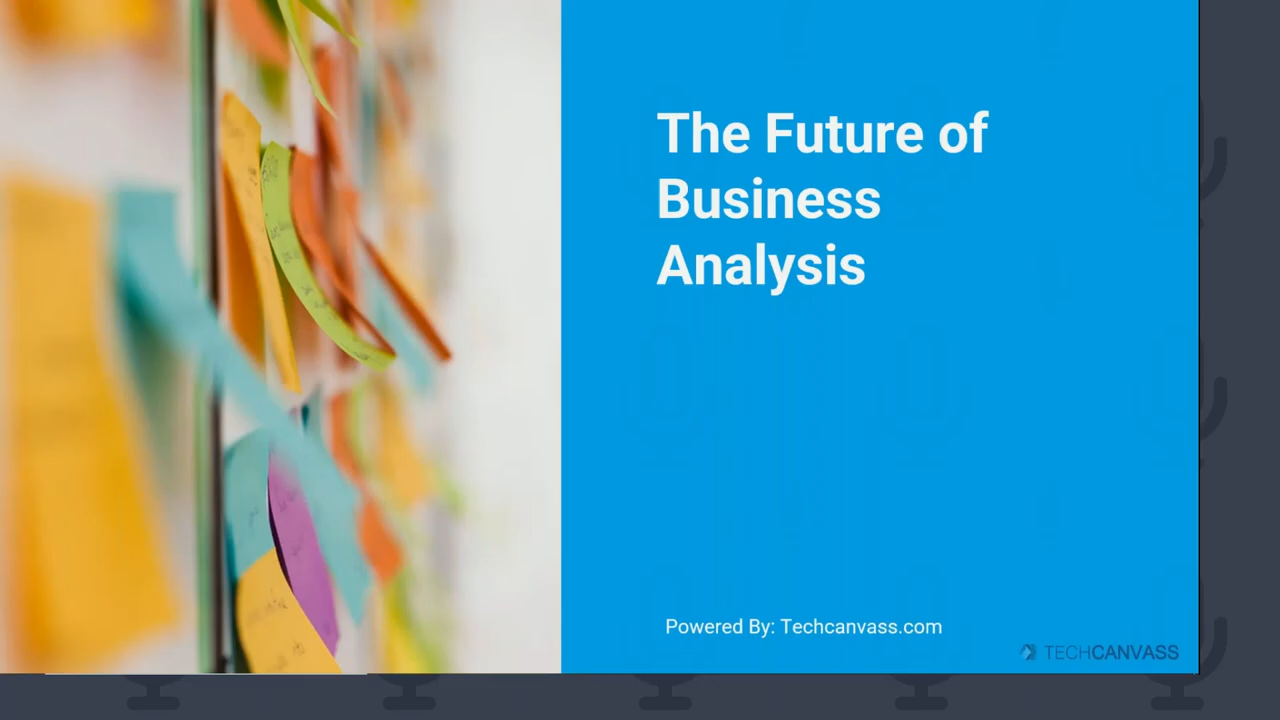 The Future of
Business
Analysis
Powered By: Techcanvass.com
TECHCANVASS